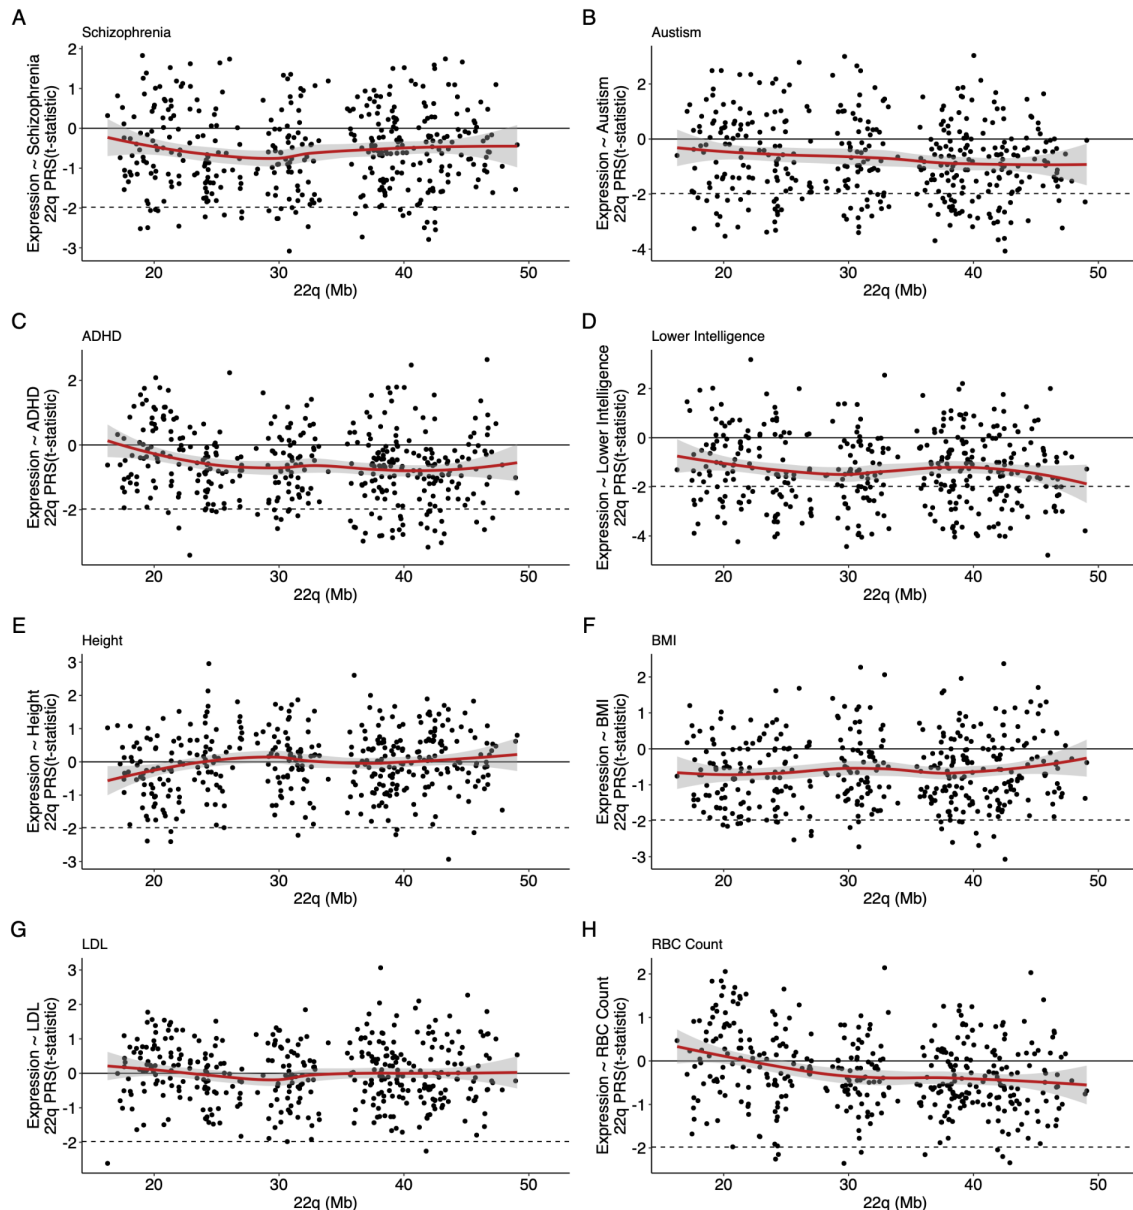 A
Schizophrenia
Expression ~ Schizophrenia
22q PRS(t-statistic)
2
1
0
-1
-2
-3
20
30
40
50
22q (Mb)
B
Austism
Expression ~ Austism
22q PRS(t-statistic)
2
0
-2
-4
20
30
40
50
22q (Mb)
C
ADHD
Expression ~ ADHD
22q PRS(t-statistic)
2
0
-2
20
30
40
50
22q (Mb)
D
Lower Intelligence
Expression ~ Lower Intelligence
22q PRS(t-statistic)
2
0
-2
-4
20
30
40
50
22q (Mb)
E
Height
Expression ~ Height
22q PRS(t-statistic)
3
2
1
0
-1
-2
-3
20
30
40
50
22q (Mb)
F
BMI
Expression ~ BMI
22q PRS(t-statistic)
2
1
0
-1
-2
-3
20
30
40
50
22q (Mb)
G
LDL
Expression ~ LDL
22q PRS(t-statistic)
3
2
1
0
-1
-2
20
30
40
50
22q (Mb)
H
RBC Count
Expression ~ RBC Count
22q PRS(t-statistic)
2
1
0
-1
-2
20
30
40
50
22q (Mb)